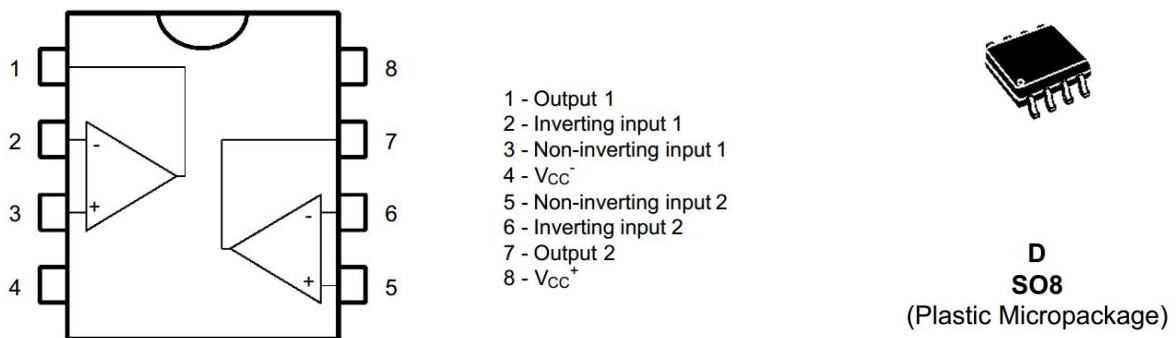 1
2
3
4
8
7
6
5
-
+
-
+
1 - Output 1
2 - Inverting input 1
3 - Non-inverting input 1
4 - VCC-
5 - Non-inverting input 2
6 - Inverting input 2
7 - Output 2
8 - VCC+
D
SO8
(Plastic Micropackage)